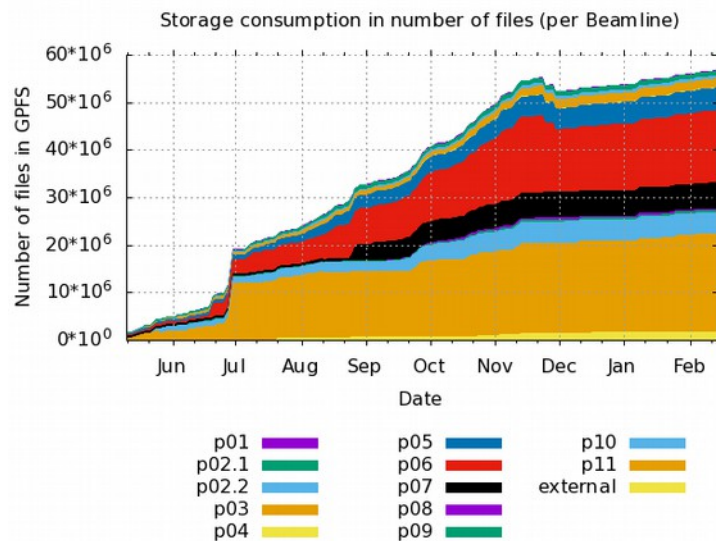 Storage consumption in number of files (per Beamline)
Number of files in GPFS
60*10⁶
50*10⁶
40*10⁶
30*10⁶
20*10⁶
10*10⁶
0*10⁰
Jun Jul Aug Sep Oct Nov Dec Jan Feb
Date
p01 p05 p10
p02.1 p06 p11
p02.2 p07 external
p03 p08
p04 p09